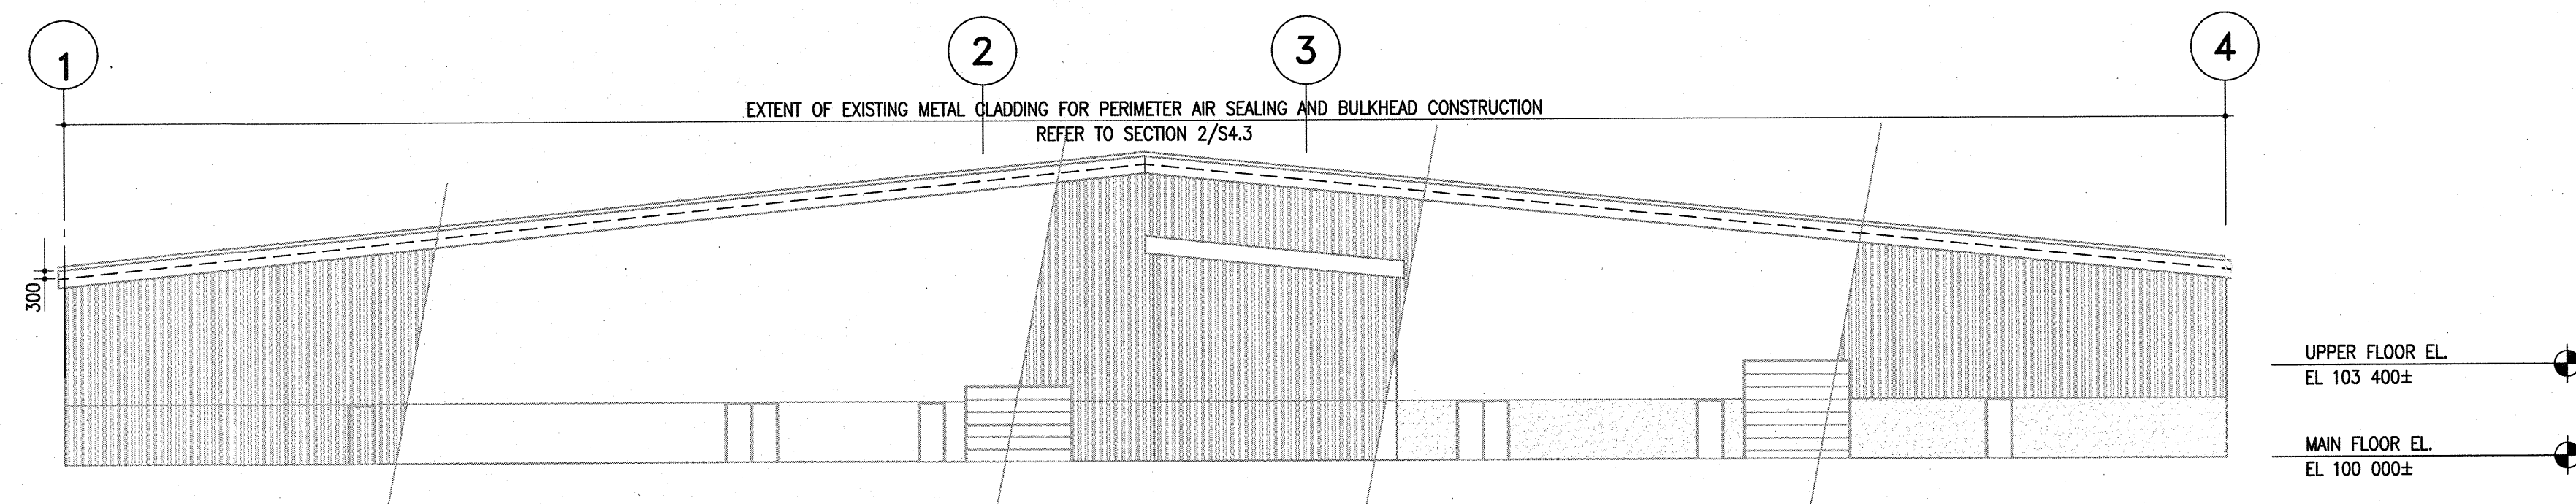 1
2
3
4
EXTENT OF EXISTING METAL CLADDING FOR PERIMETER AIR SEALING AND BULKHEAD CONSTRUCTION
REFER TO SECTION 2/S4.3
300
UPPER FLOOR EL.
EL 103 400±
MAIN FLOOR EL.
EL 100 000±